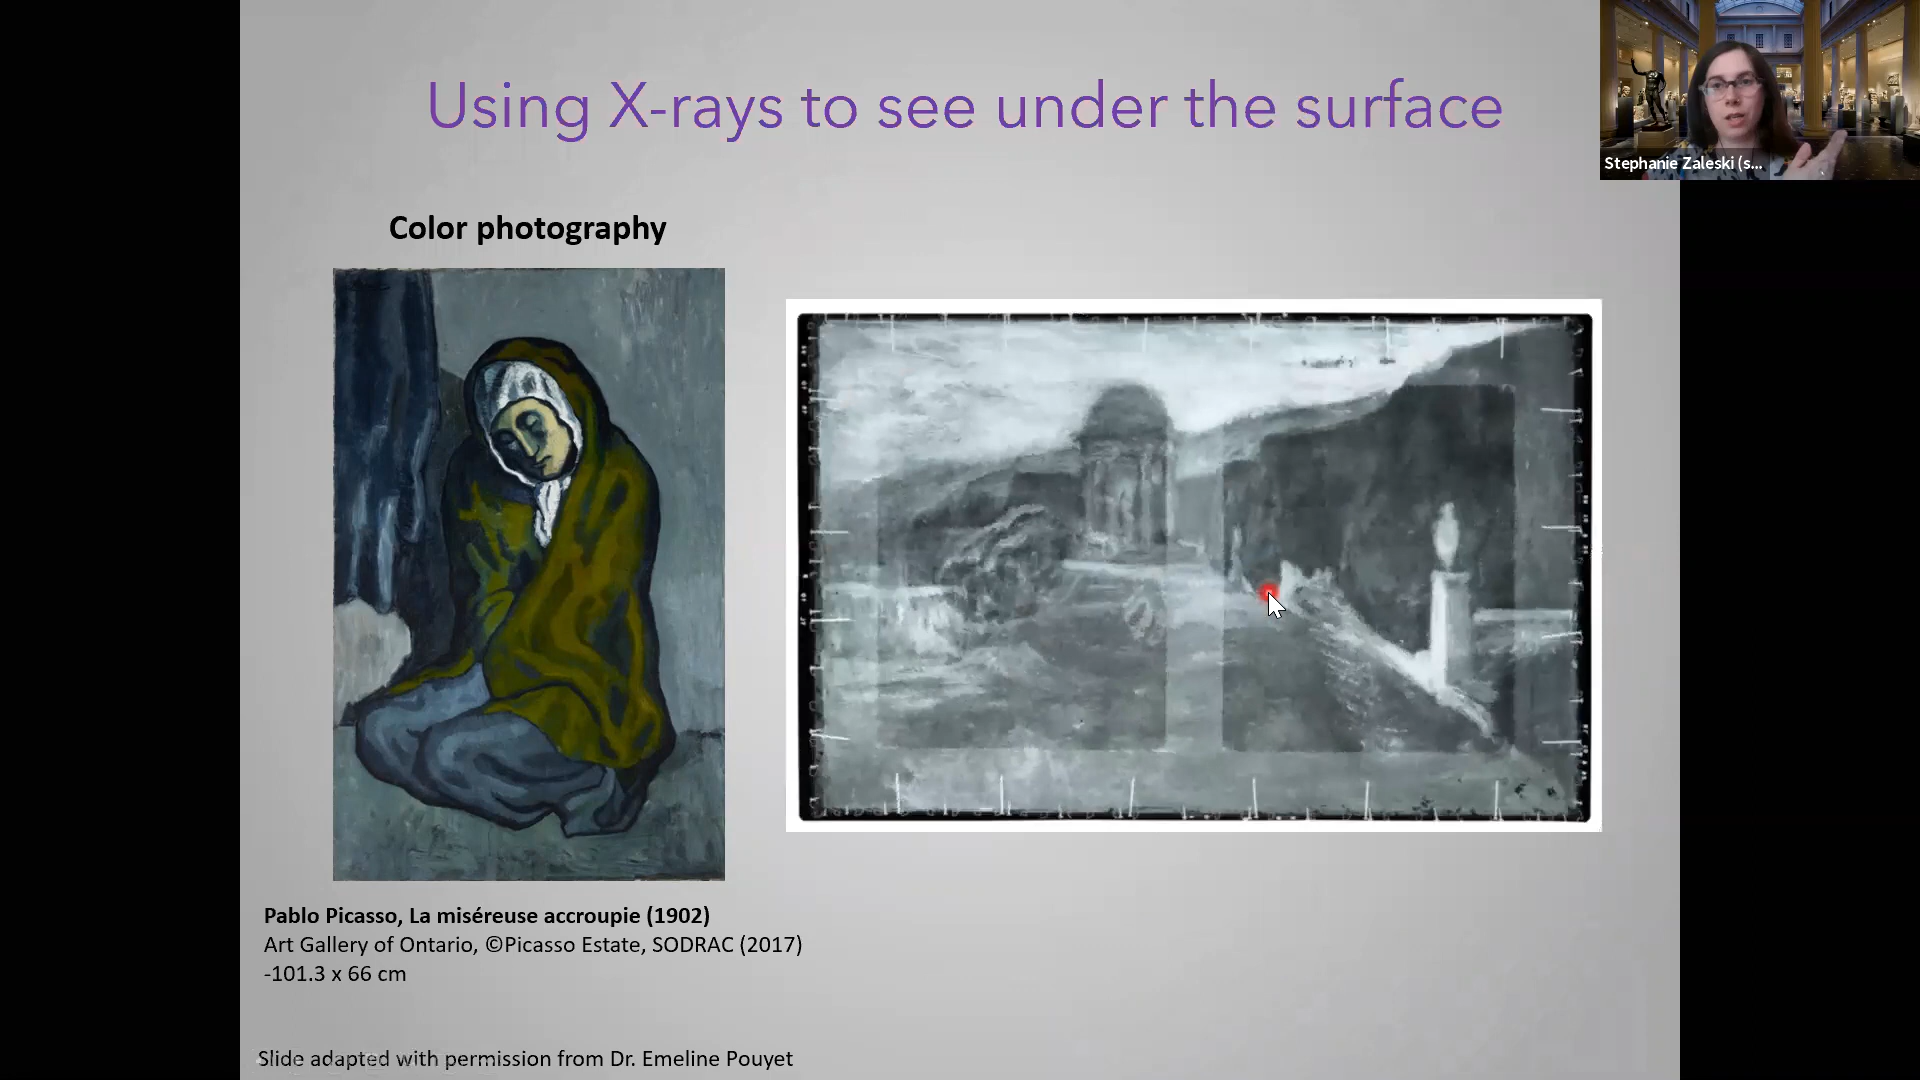 Using X-rays to see under the surface
Stephanie Zaleski (s...
Color photography
Pablo Picasso, La miséreuse accroupie (1902)
Art Gallery of Ontario, ©Picasso Estate, SODRAC (2017)
-101.3 x 66 cm
Slide adapted with permission from Dr. Emeline Pouyet